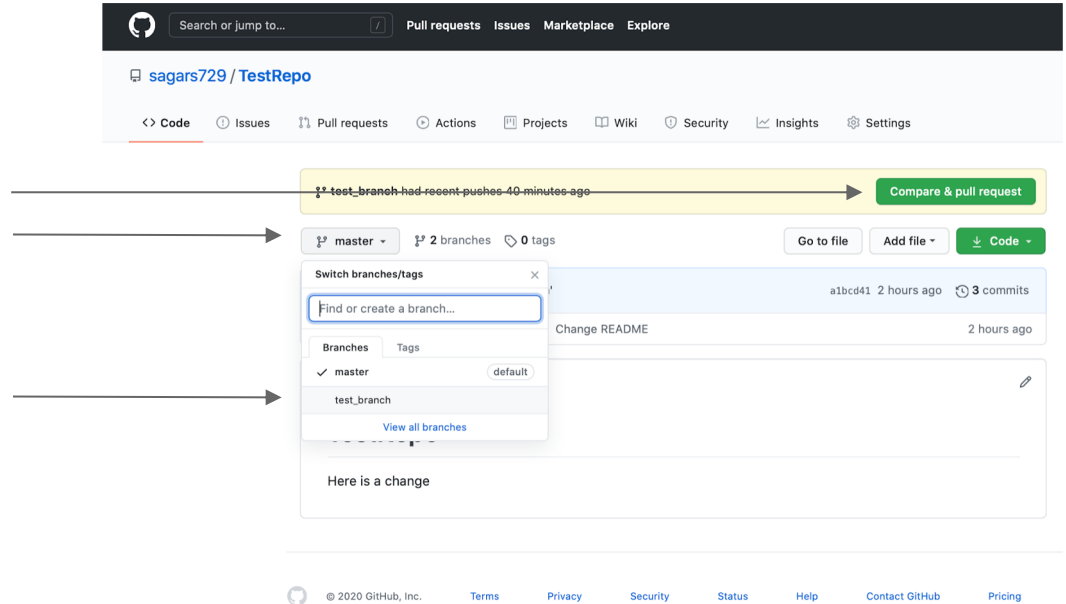 Search or jump to... / Pull requests Issues Marketplace Explore
sagars729 / TestRepo
<> Code Issues Pull requests Actions Projects Wiki Security Insights Settings
test_branch had recent pushes 40 minutes ago Compare & pull request
master 2 branches 0 tags Go to file Add file Code
Switch branches/tags
a1bcd41 2 hours ago 3 commits
Find or create a branch...
Change README 2 hours ago
Branches Tags
master default
test_branch
View all branches
Here is a change
© 2020 GitHub, Inc. Terms Privacy Security Status Help Contact GitHub Pricing